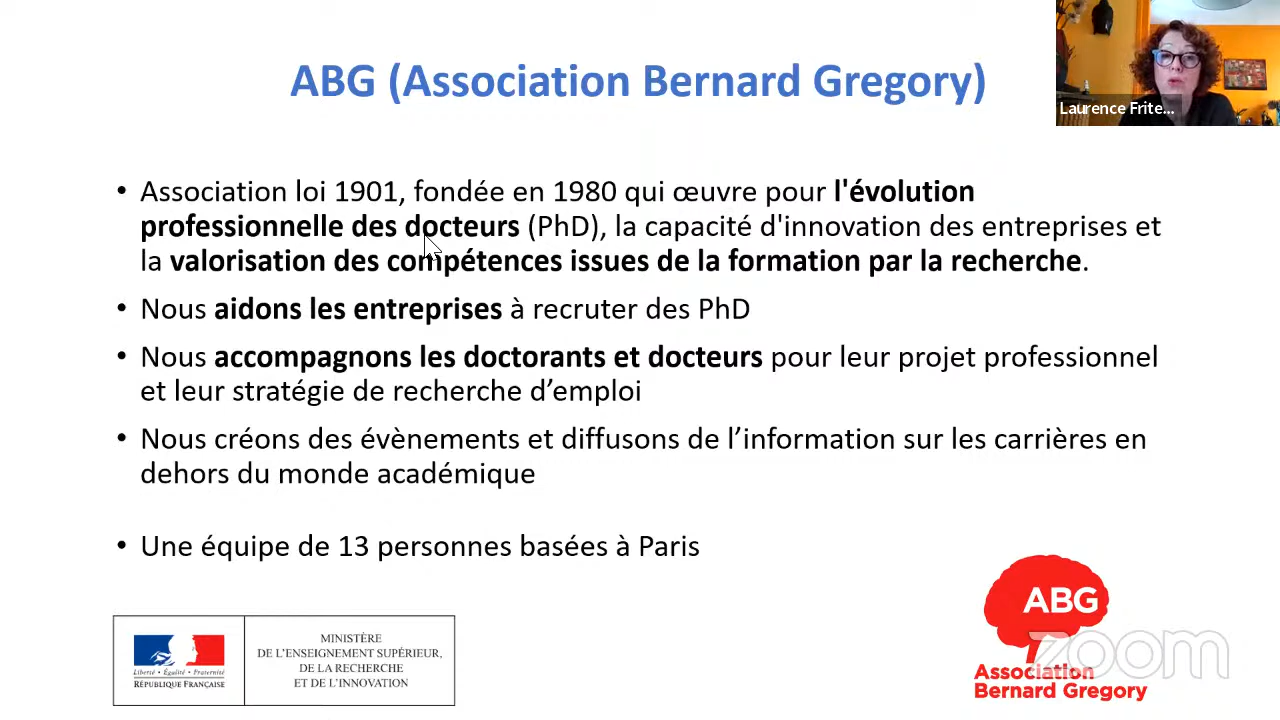 ABG (Association Bernard Gregory)
Laurence Frite...
• Association loi 1901, fondée en 1980 qui œuvre pour l'évolution
professionnelle des docteurs (PhD), la capacité d'innovation des entreprises et
la valorisation des compétences issues de la formation par la recherche.
• Nous aidons les entreprises à recruter des PhD
• Nous accompagnons les doctorants et docteurs pour leur projet professionnel
et leur stratégie de recherche d’emploi
• Nous créons des évènements et diffusons de l’information sur les carrières en
dehors du monde académique
• Une équipe de 13 personnes basées à Paris
Liberté • Égalité • Fraternité
RÉPUBLIQUE FRANÇAISE
MINISTÈRE
DE L'ENSEIGNEMENT SUPÉRIEUR,
DE LA RECHERCHE
ET DE L'INNOVATION
ABG
zoom
Association
Bernard Gregory